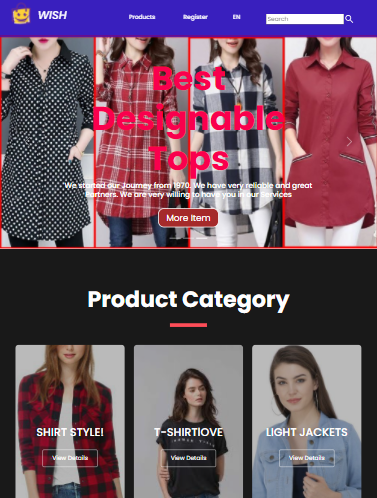 WISH
Products
Register
EN
Search
Best
Designable
Tops
We started our Journey from 1970. We have very reliable and great
Partners. We are very willing to have you in our Services
More Item
Product Category
SHIRT STYLE!
T-SHIRTIOVE
LIGHT JACKETS
View Details
View Details
View Details